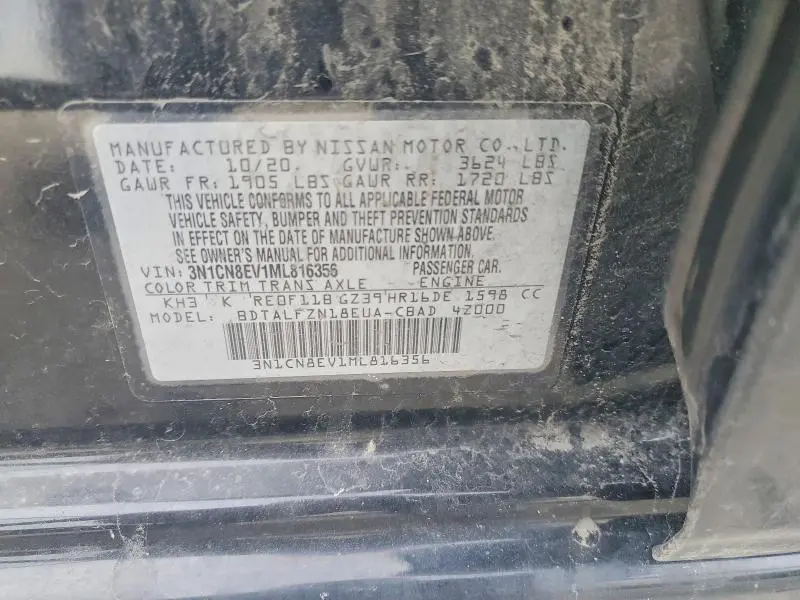 MANUFACTURED BY NISSAN MOTOR CO., LTD.
DATE: 10/20 GVWR: 3624 LBS
GAWR FR: 1905 LBS GAWR RR: 1720 LBS
THIS VEHICLE CONFORMS TO ALL APPLICABLE FEDERAL MOTOR
VEHICLE SAFETY, BUMPER AND THEFT PREVENTION STANDARDS
IN EFFECT ON THE DATE OF MANUFACTURE SHOWN ABOVE.
SEE OWNER'S MANUAL FOR ADDITIONAL INFORMATION.
VIN: 3N1CN8EV1ML816356 PASSENGER CAR.
COLOR TRIM TRANS AXLE ENGINE
KH3 K RE0F11B GZ39 HR16DE 1598 CC
MODEL: BDTALFZN18EUA-CBAD 4Z000
3N1CN8EV1ML816356